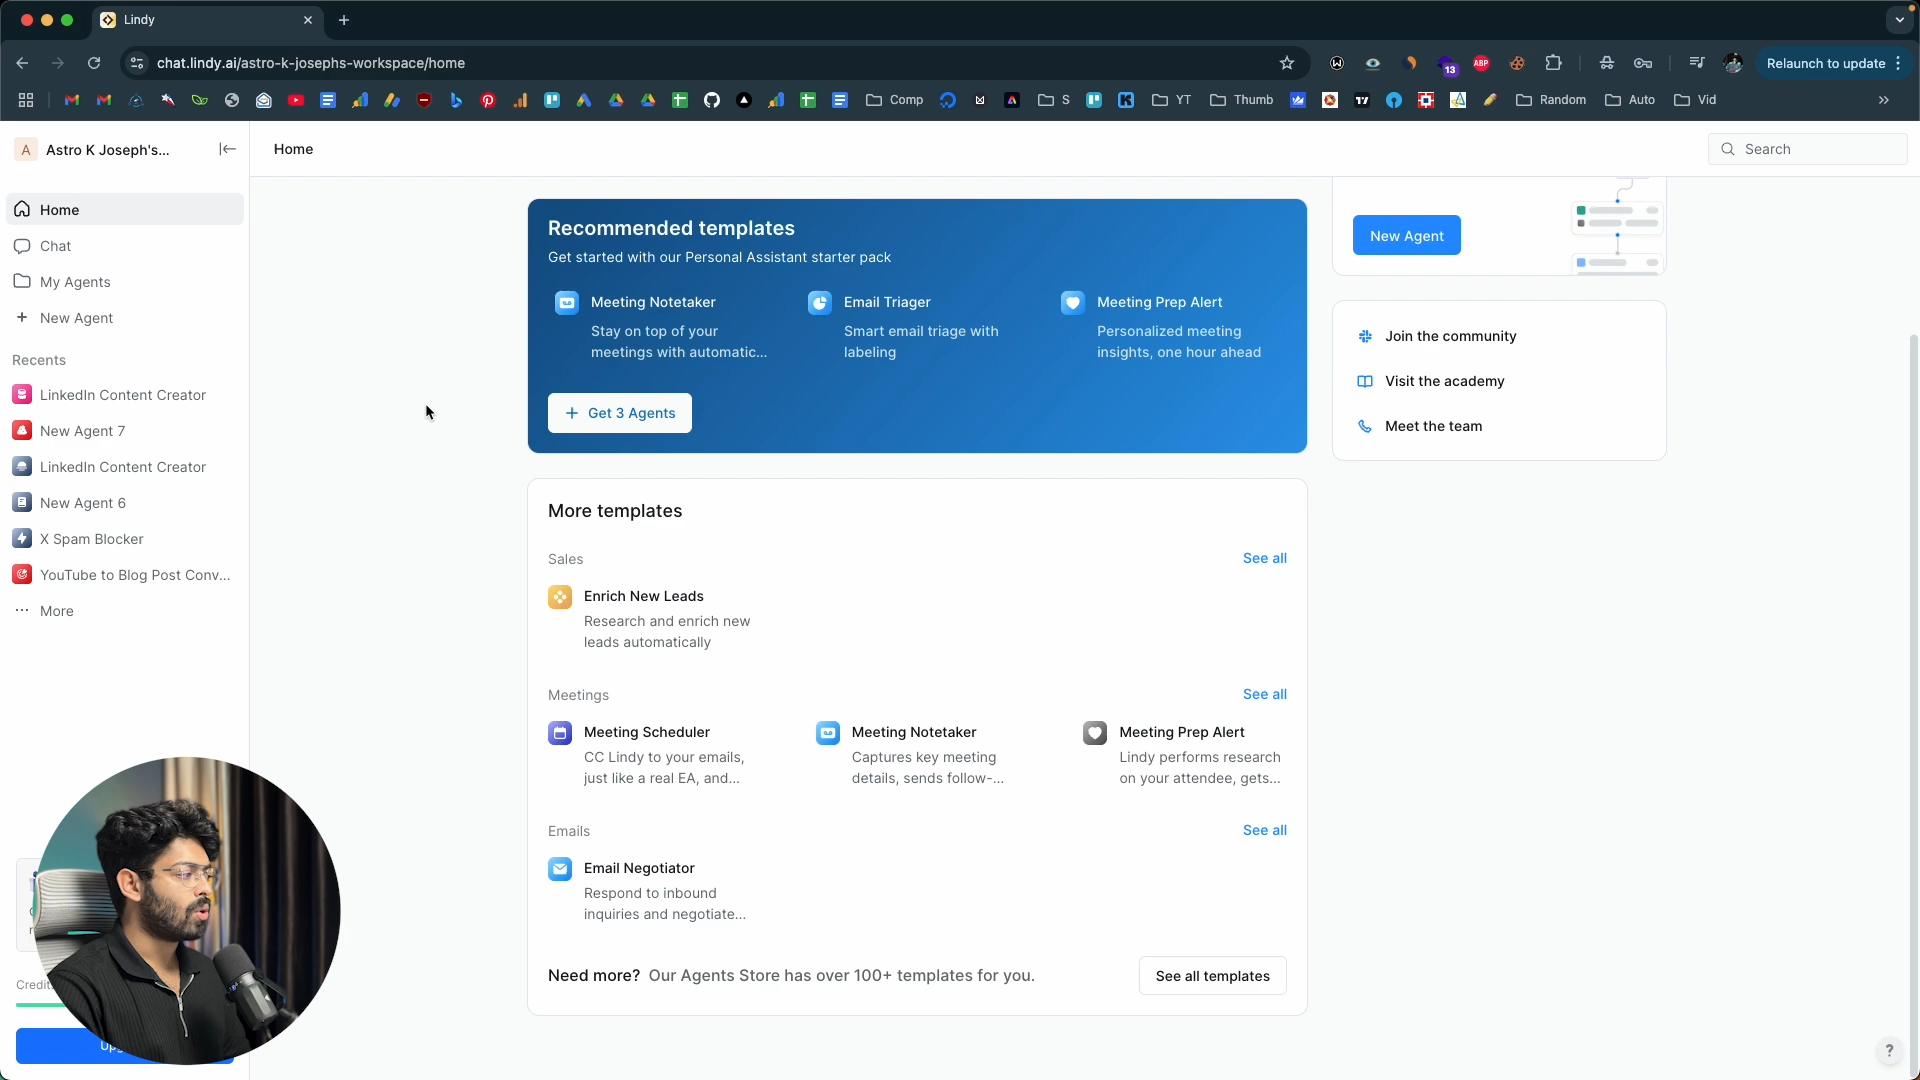 Lindy
chat.lindy.ai/astro-k-josephs-workspace/home
13
ABP
Relaunch to update
Comp
S
YT
Thumb
Random
Auto
Vid
A Astro K Joseph's...
Home
Search
Home
Chat
My Agents
New Agent
Recents
LinkedIn Content Creator
New Agent 7
LinkedIn Content Creator
New Agent 6
X Spam Blocker
YouTube to Blog Post Conv...
More
Recommended templates
Get started with our Personal Assistant starter pack
Meeting Notetaker
Stay on top of your
meetings with automatic...
Email Triager
Smart email triage with
labeling
Meeting Prep Alert
Personalized meeting
insights, one hour ahead
+ Get 3 Agents
New Agent
Join the community
Visit the academy
Meet the team
More templates
Sales
See all
Enrich New Leads
Research and enrich new
leads automatically
Meetings
See all
Meeting Scheduler
CC Lindy to your emails,
just like a real EA, and...
Meeting Notetaker
Captures key meeting
details, sends follow-...
Meeting Prep Alert
Lindy performs research
on your attendee, gets...
Emails
See all
Email Negotiator
Respond to inbound
inquiries and negotiate...
Need more? Our Agents Store has over 100+ templates for you.
See all templates
?